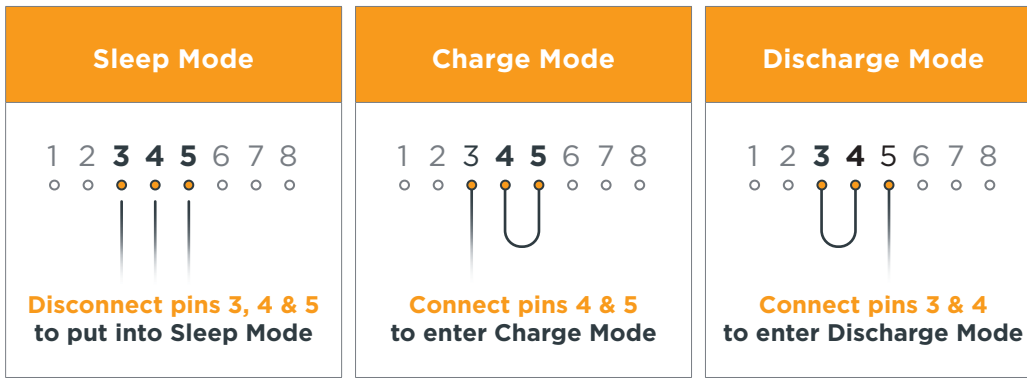 Sleep Mode
1 2 3 4 5 6 7 8
Disconnect pins 3, 4 & 5
to put into Sleep Mode
Charge Mode
1 2 3 4 5 6 7 8
Connect pins 4 & 5
to enter Charge Mode
Discharge Mode
1 2 3 4 5 6 7 8
Connect pins 3 & 4
to enter Discharge Mode